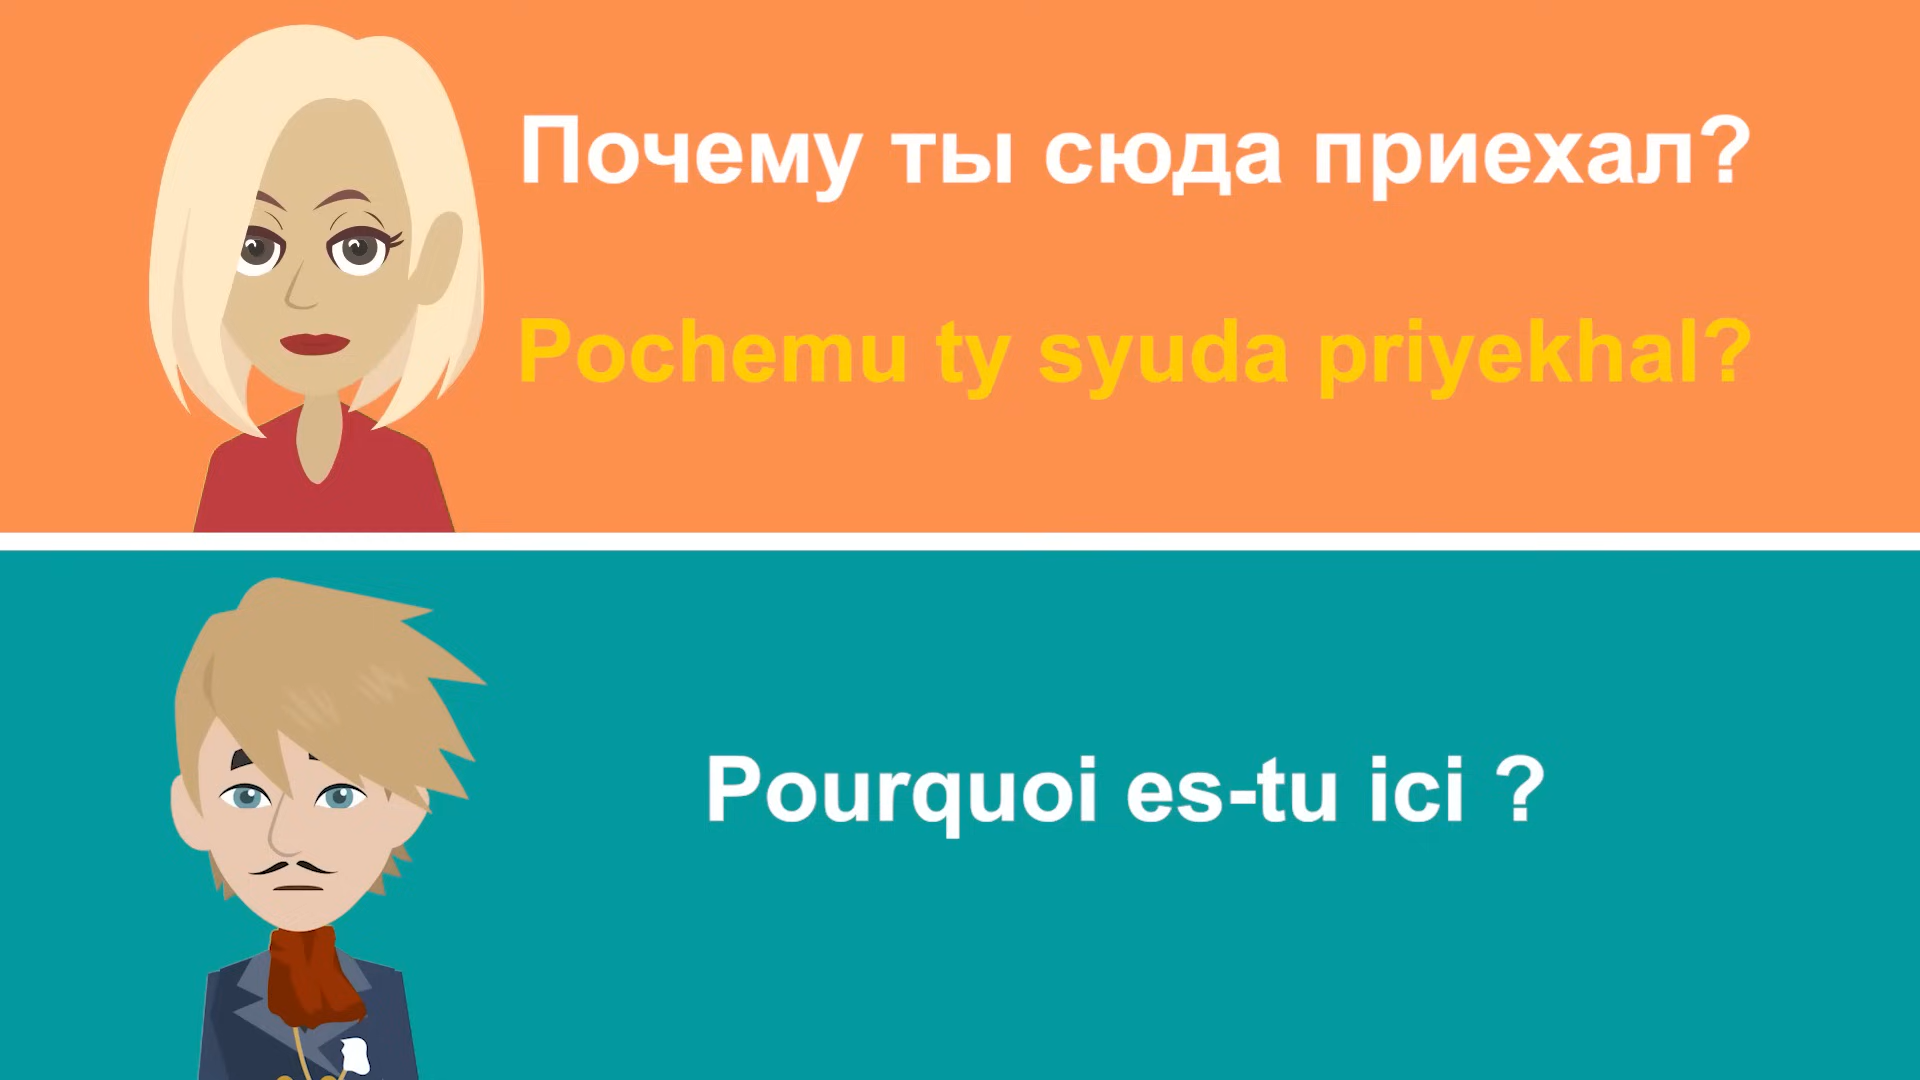 Почему ты сюда приехал?
Pochemu ty syuda priyekhal?
Pourquoi es-tu ici ?